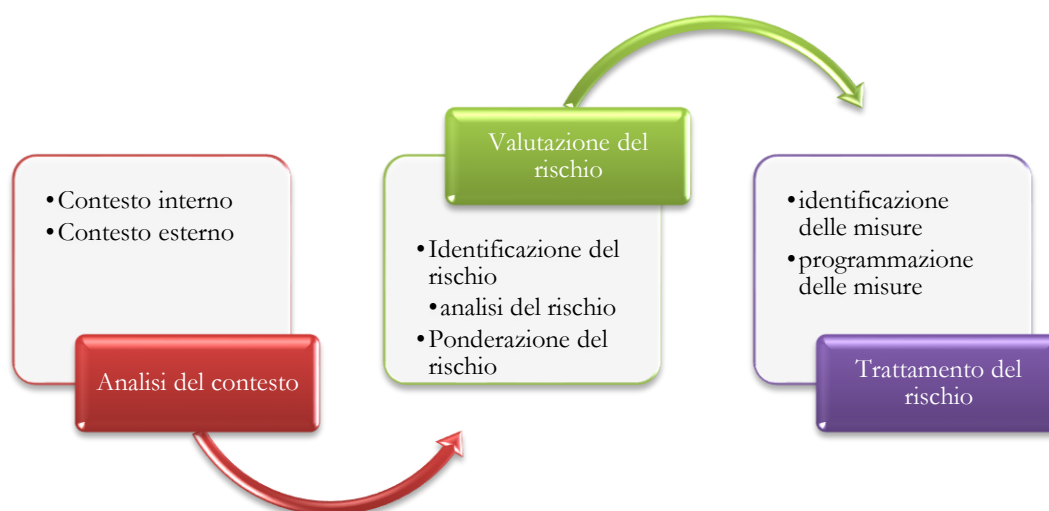 •Contesto interno
•Contesto esterno
Analisi del contesto
Valutazione del
rischio
•Identificazione del
rischio
•analisi del rischio
•Ponderazione del
rischio
•identificazione
delle misure
•programmazione
delle misure
Trattamento del
rischio